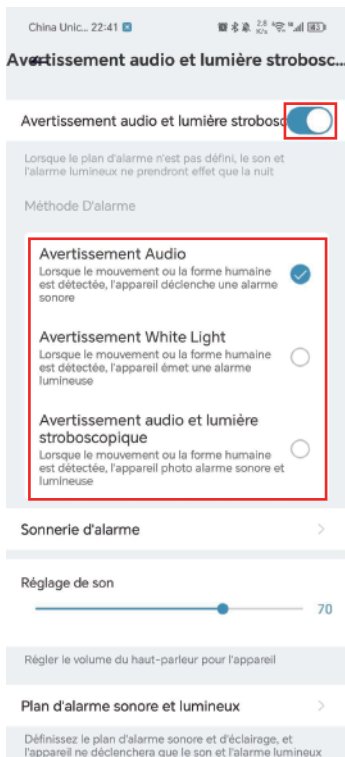 China Unic... 22:41
2.8 K/s 43
Avertissement audio et lumière strobosc...
Avertissement audio et lumière strobosc
Lorsque le plan d'alarme n'est pas défini, le son et
l'alarme lumineux ne prendront effet que la nuit
Méthode D'alarme
Avertissement Audio
Lorsque le mouvement ou la forme humaine
est détectée, l'appareil déclenche une alarme
sonore
Avertissement White Light
Lorsque le mouvement ou la forme humaine
est détectée, l'appareil émet une alarme
lumineuse
Avertissement audio et lumière
stroboscopique
Lorsque le mouvement ou la forme humaine
est détectée, l'appareil photo alarme sonore et
lumineuse
Sonnerie d'alarme
Réglage de son
70
Régler le volume du haut-parleur pour l'appareil
Plan d'alarme sonore et lumineux
Définissez le plan d'alarme sonore et d'éclairage, et
l'appareil ne déclenchera que le son et l'alarme lumineux